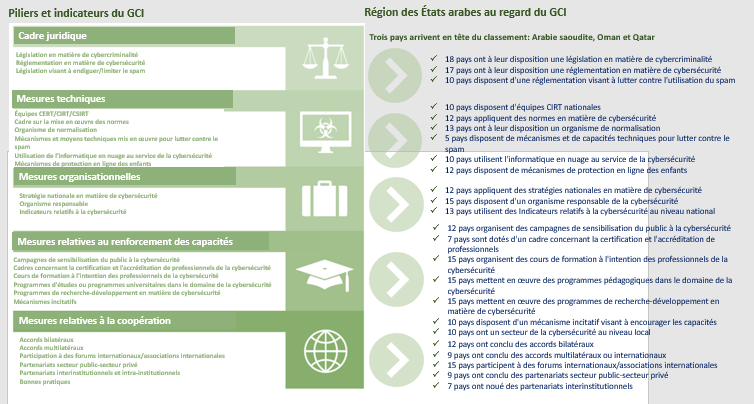 Piliers et indicateurs du GCI
Cadre juridique
Législation en matière de cybercriminalité
Réglementation en matière de cybersécurité
Législation visant à endiguer/limiter le spam
Mesures techniques
Équipes CERT/CIRT/CSIRT
Cadre sur la mise en œuvre des normes
Organisme de normalisation
Mécanismes et moyens techniques mis en œuvre pour lutter contre le
spam
Utilisation de l'informatique en nuage au service de la cybersécurité
Mécanismes de protection en ligne des enfants
Mesures organisationnelles
Stratégie nationale en matière de cybersécurité
Organisme responsable
Indicateurs relatifs à la cybersécurité
Mesures relatives au renforcement des capacités
Campagnes de sensibilisation du public à la cybersécurité
Cadres concernant la certification et l'accréditation de professionnels de la cybersécurité
Cours de formation à l'intention des professionnels de la cybersécurité
Programmes d'études ou programmes universitaires dans le domaine de la cybersécurité
Programmes de recherche-développement en matière de cybersécurité
Mécanismes incitatifs
Mesures relatives à la coopération
Accords bilatéraux
Accords multilatéraux
Participation à des forums internationaux/associations internationales
Partenariats secteur public-secteur privé
Partenariats interinstitutionnels et intra-institutionnels
Bonnes pratiques
Région des États arabes au regard du GCI
Trois pays arrivent en tête du classement: Arabie saoudite, Oman et Qatar
✓ 18 pays ont à leur disposition une législation en matière de cybercriminalité
✓ 17 pays ont à leur disposition une réglementation en matière de cybersécurité
✓ 10 pays disposent d'une réglementation visant à lutter contre l'utilisation du spam
✓ 10 pays disposent d'équipes CIRT nationales
✓ 12 pays appliquent des normes en matière de cybersécurité
✓ 13 pays ont à leur disposition un organisme de normalisation
✓ 5 pays disposent de mécanismes et de capacités techniques pour lutter contre le
spam
✓ 10 pays utilisent l'informatique en nuage au service de la cybersécurité
✓ 12 pays disposent de mécanismes de protection en ligne des enfants
✓ 12 pays appliquent des stratégies nationales en matière de cybersécurité
✓ 15 pays disposent d'un organisme responsable de la cybersécurité
✓ 13 pays utilisent des Indicateurs relatifs à la cybersécurité au niveau national
✓ 12 pays organisent des campagnes de sensibilisation du public à la cybersécurité
✓ 7 pays sont dotés d'un cadre concernant la certification et l'accréditation de
professionnels
✓ 15 pays organisent des cours de formation à l'intention des professionnels de la
cybersécurité
✓ 15 pays mettent en œuvre des programmes pédagogiques dans le domaine de la
cybersécurité
✓ 15 pays mettent en œuvre des programmes de recherche-développement en
matière de cybersécurité
✓ 10 pays disposent d'un mécanisme incitatif visant à encourager les capacités
✓ 10 pays ont un secteur de la cybersécurité au niveau local
✓ 12 pays ont conclu des accords bilatéraux
✓ 9 pays ont conclu des accords multilatéraux ou internationaux
✓ 15 pays participent à des forums internationaux/associations internationales
✓ 9 pays ont conclu des partenariats secteur public-secteur privé
✓ 7 pays ont noué des partenariats interinstitutionnels